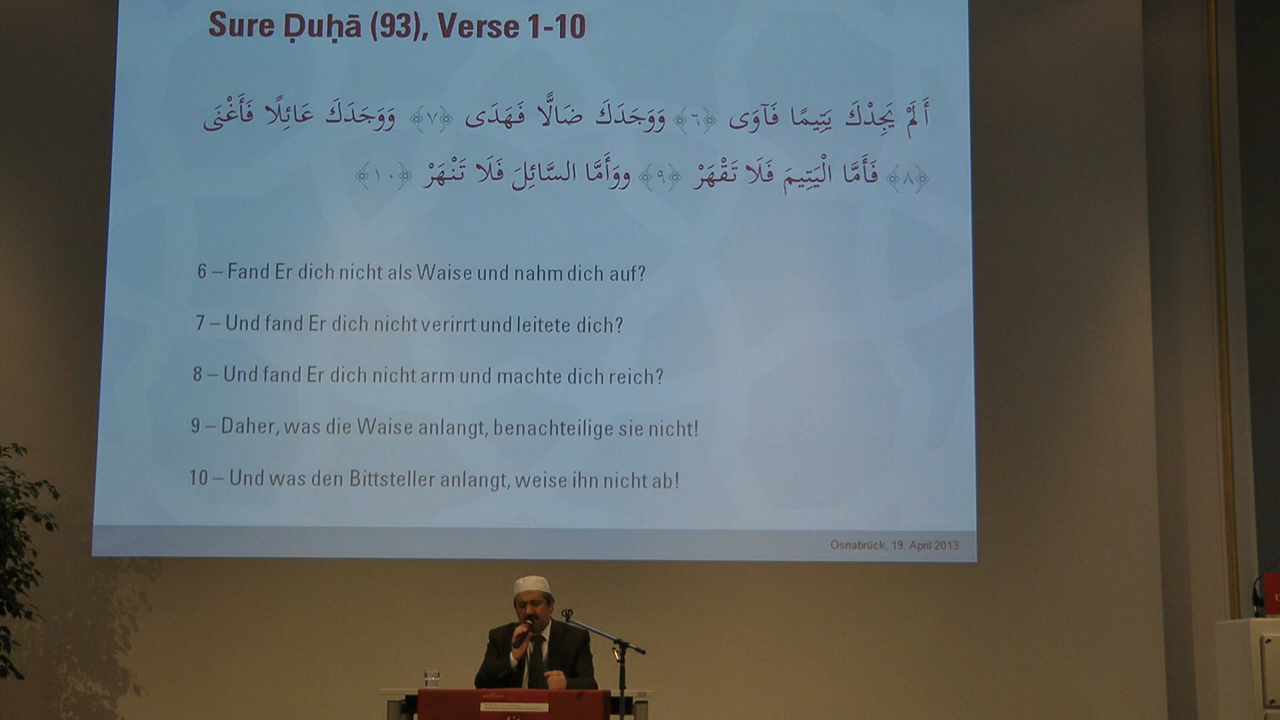 Sure Ḍuḥā (93), Verse 1-10
أَلَمْ يَجِدْكَ يَتِيمًا فَآوَى ﴿٦﴾ وَوَجَدَكَ ضَالًّا فَهَدَى ﴿٧﴾ وَوَجَدَكَ عَائِلًا فَأَغْنَى
﴿٨﴾ فَأَمَّا الْيَتِيمَ فَلَا تَقْهَرْ ﴿٩﴾ ووَأَمَّا السَّائِلَ فَلَا تَنْهَرْ ﴿١٠﴾
6 – Fand Er dich nicht als Waise und nahm dich auf?
7 – Und fand Er dich nicht verirrt und leitete dich?
8 – Und fand Er dich nicht arm und machte dich reich?
9 – Daher, was die Waise anlangt, benachteilige sie nicht!
10 – Und was den Bittsteller anlangt, weise ihn nicht ab!
Osnabrück, 19. April 2013